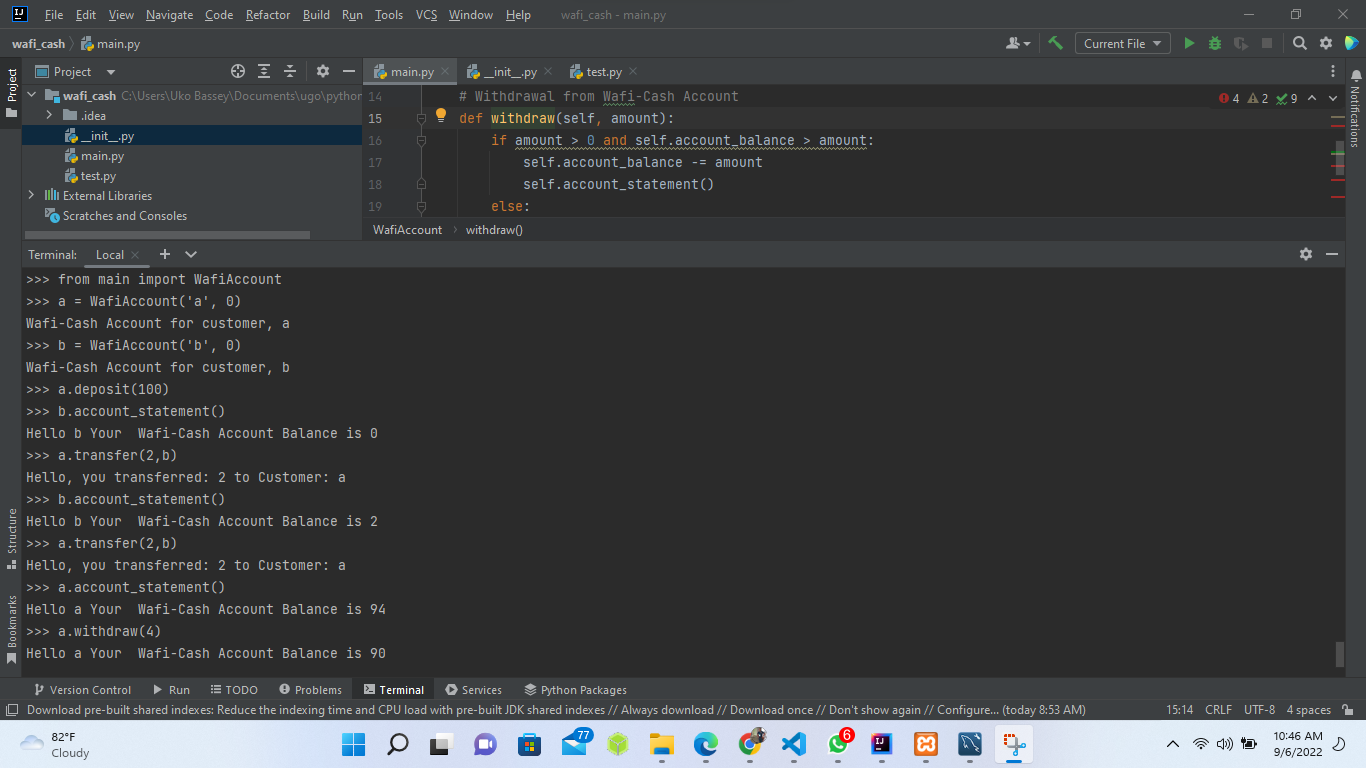 File Edit View Navigate Code Refactor Build Run Tools VCS Window Help wafi_cash - main.py
wafi_cash main.py
Current File
Project
main.py
__init__.py
test.py
wafi_cash C:\Users\Uko Bassey\Documents\ugo\python
.idea
__init__.py
main.py
test.py
External Libraries
Scratches and Consoles
14 # Withdrawal from Wafi-Cash Account
15 def withdraw(self, amount):
16 if amount > 0 and self.account_balance > amount:
17 self.account_balance -= amount
18 self.account_statement()
19 else:
4 2 9
WafiAccount withdraw()
Project
Structure
Bookmarks
Notifications
Terminal: Local
>>> from main import WafiAccount
>>> a = WafiAccount('a', 0)
Wafi-Cash Account for customer, a
>>> b = WafiAccount('b', 0)
Wafi-Cash Account for customer, b
>>> a.deposit(100)
>>> b.account_statement()
Hello b Your  Wafi-Cash Account Balance is 0
>>> a.transfer(2,b)
Hello, you transferred: 2 to Customer: a
>>> b.account_statement()
Hello b Your  Wafi-Cash Account Balance is 2
>>> a.transfer(2,b)
Hello, you transferred: 2 to Customer: a
>>> a.account_statement()
Hello a Your  Wafi-Cash Account Balance is 94
>>> a.withdraw(4)
Hello a Your  Wafi-Cash Account Balance is 90
Version Control Run TODO Problems Terminal Services Python Packages
Download pre-built shared indexes: Reduce the indexing time and CPU load with pre-built JDK shared indexes // Always download // Download once // Don't show again // Configure... (today 8:53 AM) 15:14 CRLF UTF-8 4 spaces
82°F
Cloudy
77
6
10:46 AM
9/6/2022